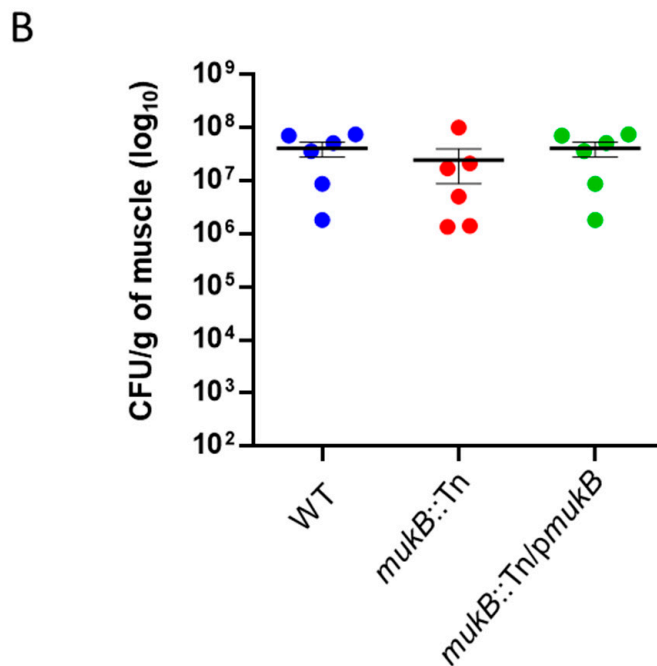 B
CFU/g of muscle (log₁₀)
10⁹
10⁸
10⁷
10⁶
10⁵
10⁴
10³
10²
WT
mukB::Tn
mukB::Tn/pmukB